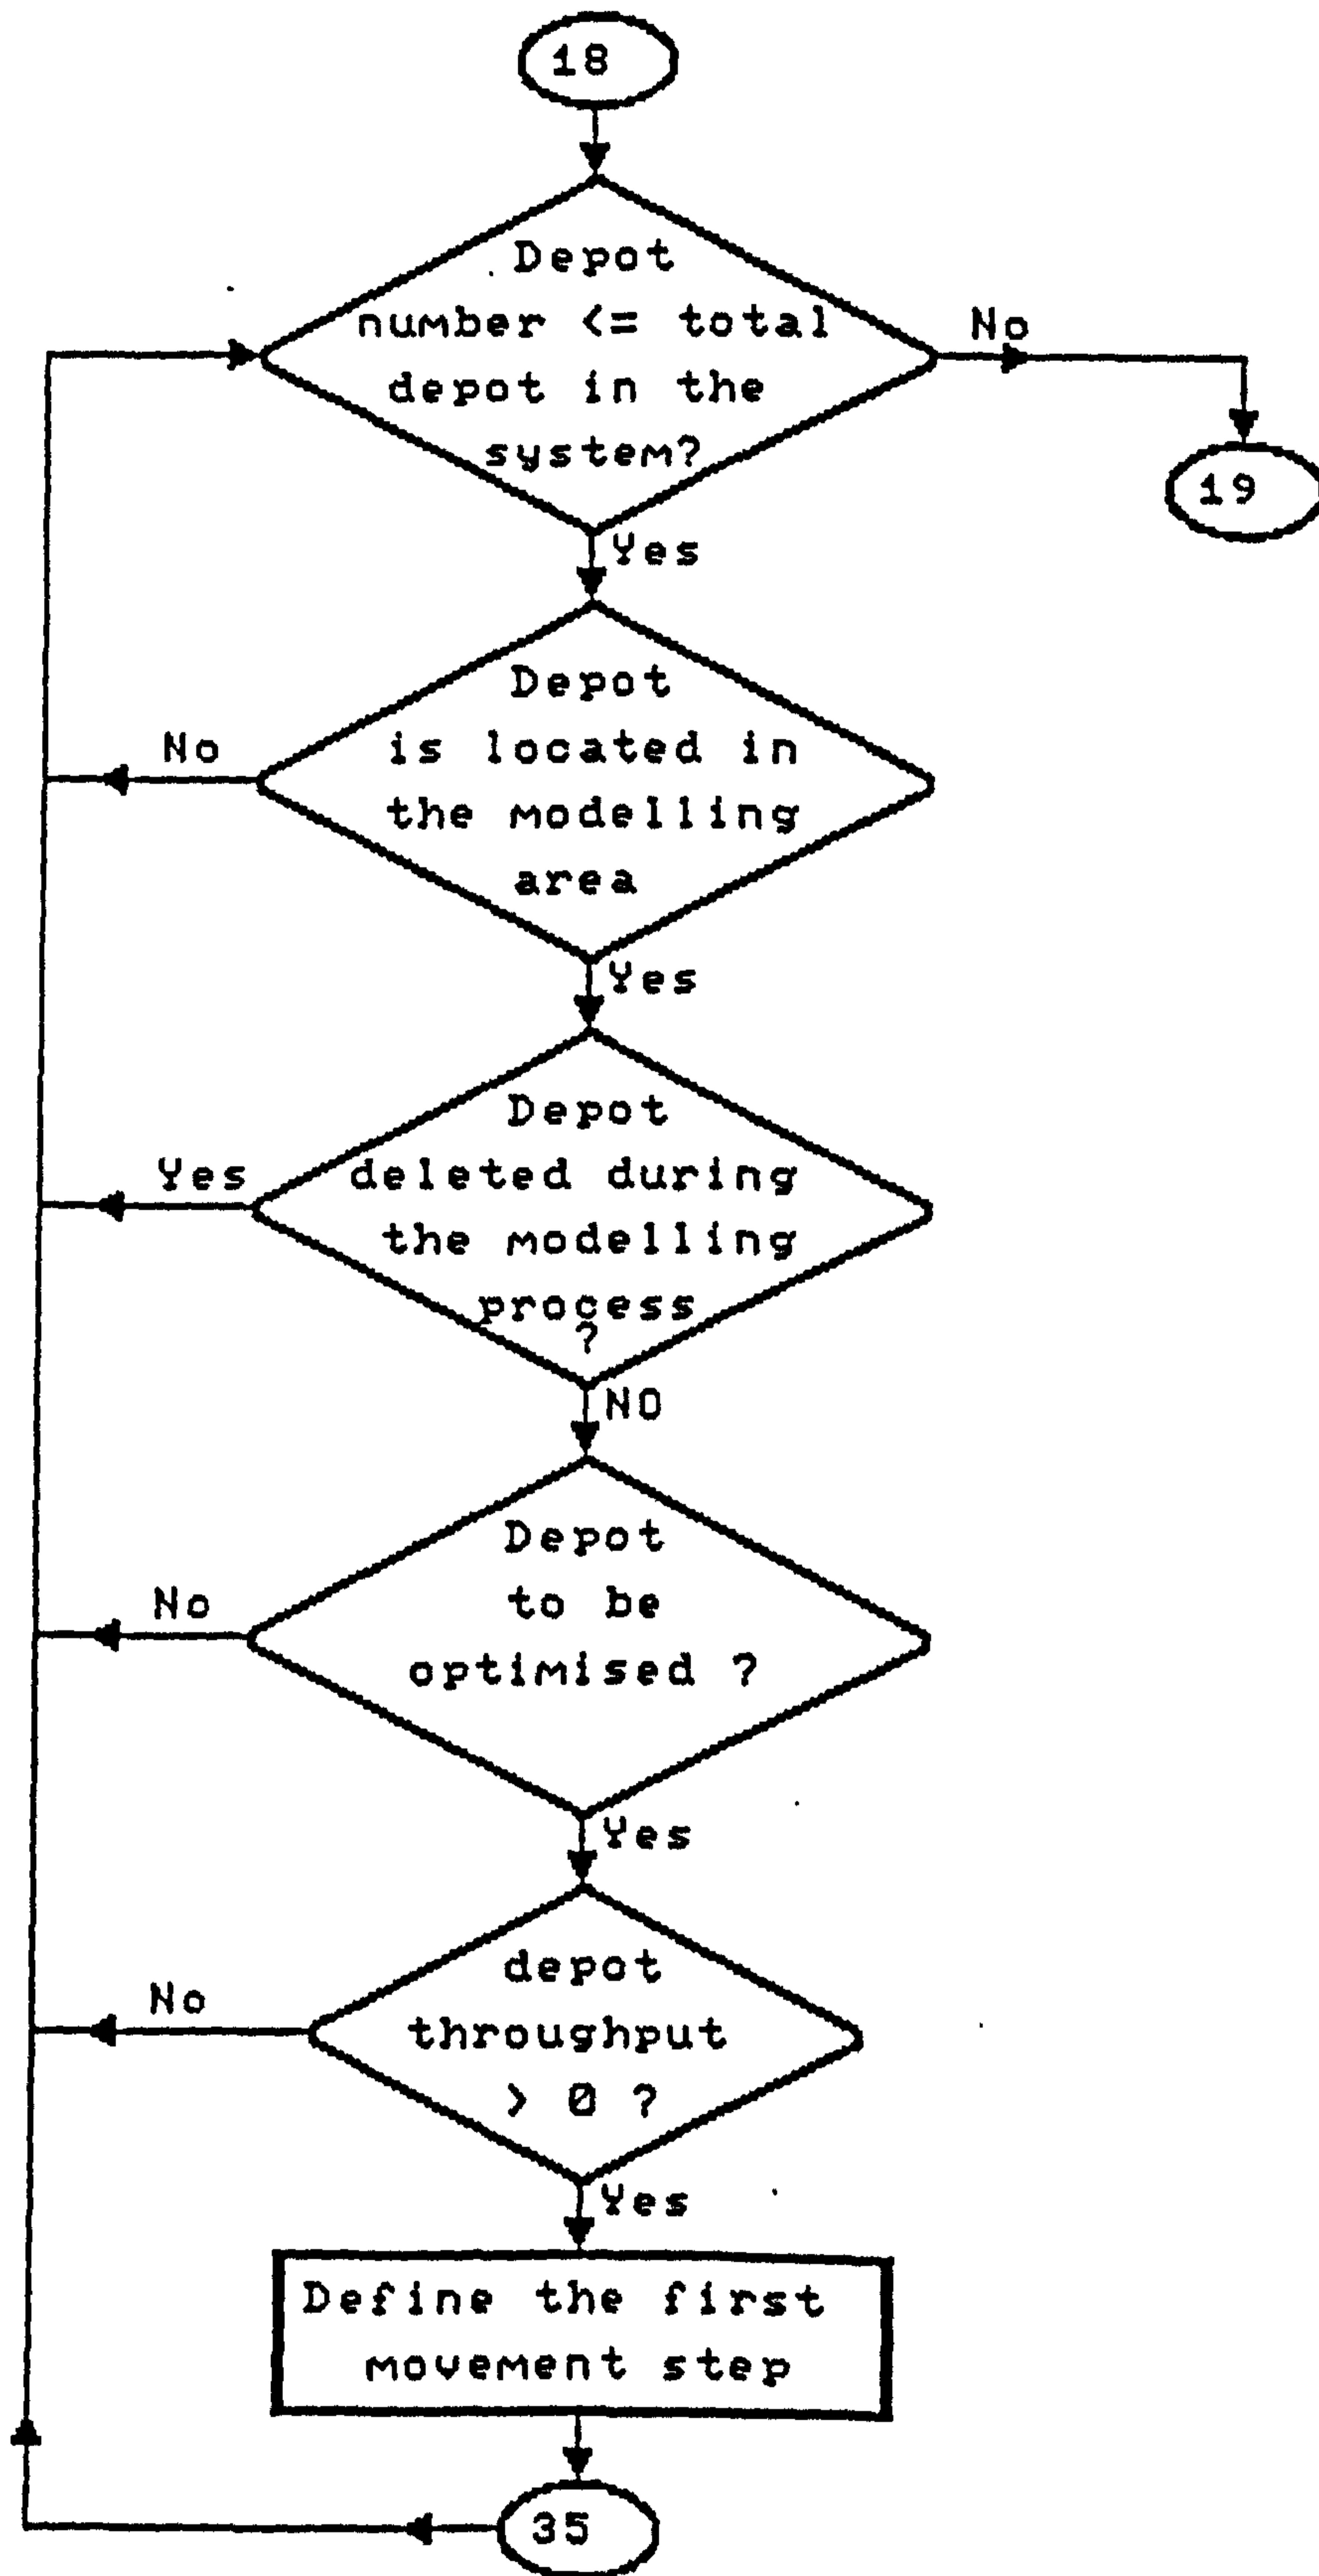 18
Depot
number <= total
depot in the
system?
No
19
Yes
Depot
is located in
the modelling
area
No
Yes
Depot
deleted during
the modelling
process
?
Yes
NO
Depot
to be
optimised ?
No
Yes
depot
throughput
> 0 ?
No
Yes
Define the first
movement step
35